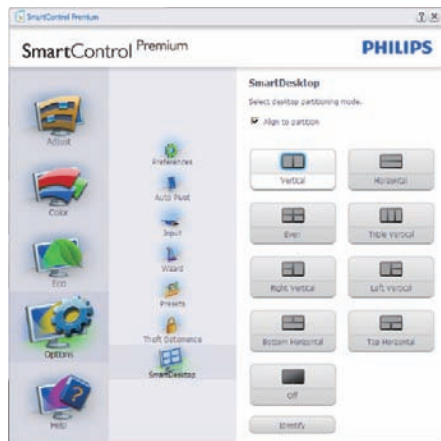 SmartControl Premium
SmartControl Premium
PHILIPS
Adjust
Color
Eco
Options
Help
Preferences
Auto Pivot
Input
Wizard
Presets
Theft Deterrence
SmartDesktop
SmartDesktop
Select desktop partitioning mode.
Align to partition
Vertical
Horizontal
Even
Triple Vertical
Right Vertical
Left Vertical
Bottom Horizontal
Top Horizontal
Off
Identify